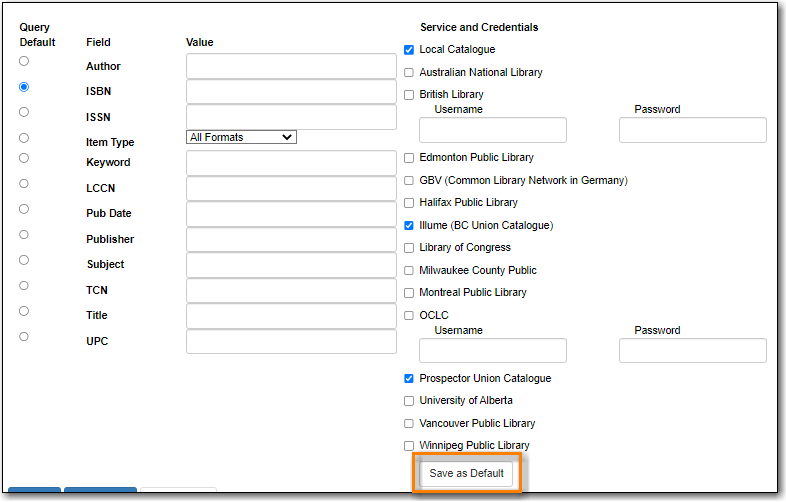 Query
Default
Field
Value
Author
ISBN
ISSN
Item Type
All Formats
Keyword
LCCN
Pub Date
Publisher
Subject
TCN
Title
UPC
Service and Credentials
Local Catalogue
Australian National Library
British Library
Username
Password
Edmonton Public Library
GBV (Common Library Network in Germany)
Halifax Public Library
Illume (BC Union Catalogue)
Library of Congress
Milwaukee County Public
Montreal Public Library
OCLC
Username
Password
Prospector Union Catalogue
University of Alberta
Vancouver Public Library
Winnipeg Public Library
Save as Default